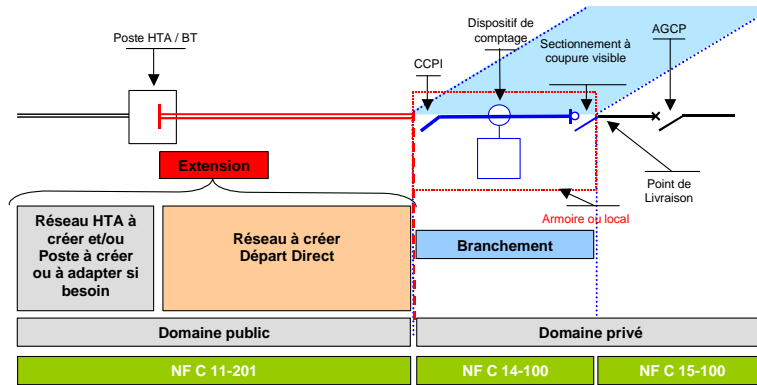 Poste HTA / BT
Dispositif de
comptage
CCPI
Sectionnement à
coupure visible
AGCP
Point de
Livraison
Armoire ou local
Extension
Réseau HTA à
créer et/ou
Poste à créer
ou à adapter si
besoin
Réseau à créer
Départ Direct
Branchement
Domaine public
Domaine privé
NF C 11-201
NF C 14-100
NF C 15-100